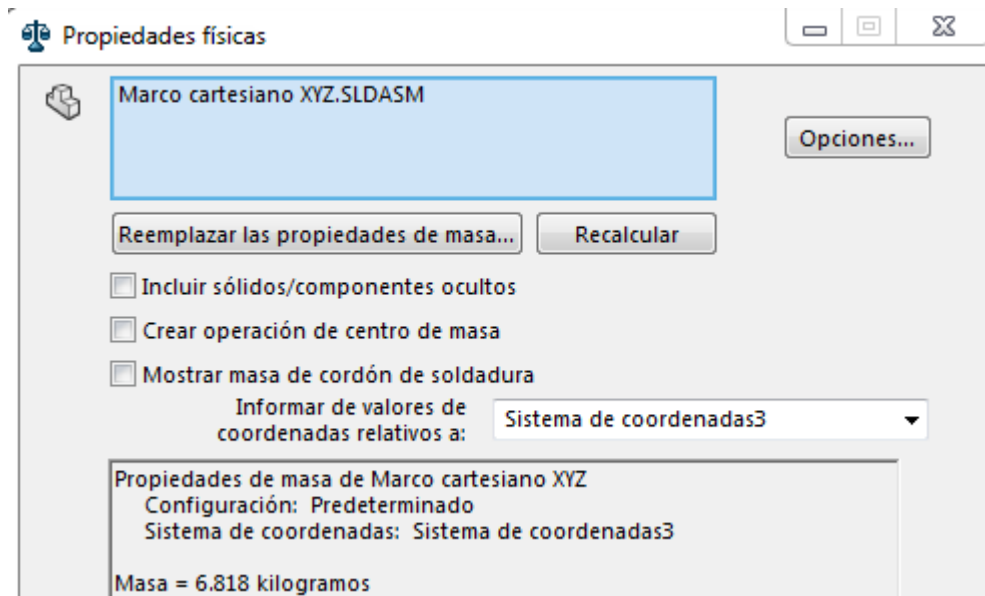 Propiedades físicas
Marco cartesiano XYZ.SLDASM
Opciones...
Reemplazar las propiedades de masa...
Recalcular
Incluir sólidos/componentes ocultos
Crear operación de centro de masa
Mostrar masa de cordón de soldadura
Informar de valores de
coordenadas relativos a:
Sistema de coordenadas3
Propiedades de masa de Marco cartesiano XYZ
Configuración: Predeterminado
Sistema de coordenadas: Sistema de coordenadas3
Masa = 6.818 kilogramos